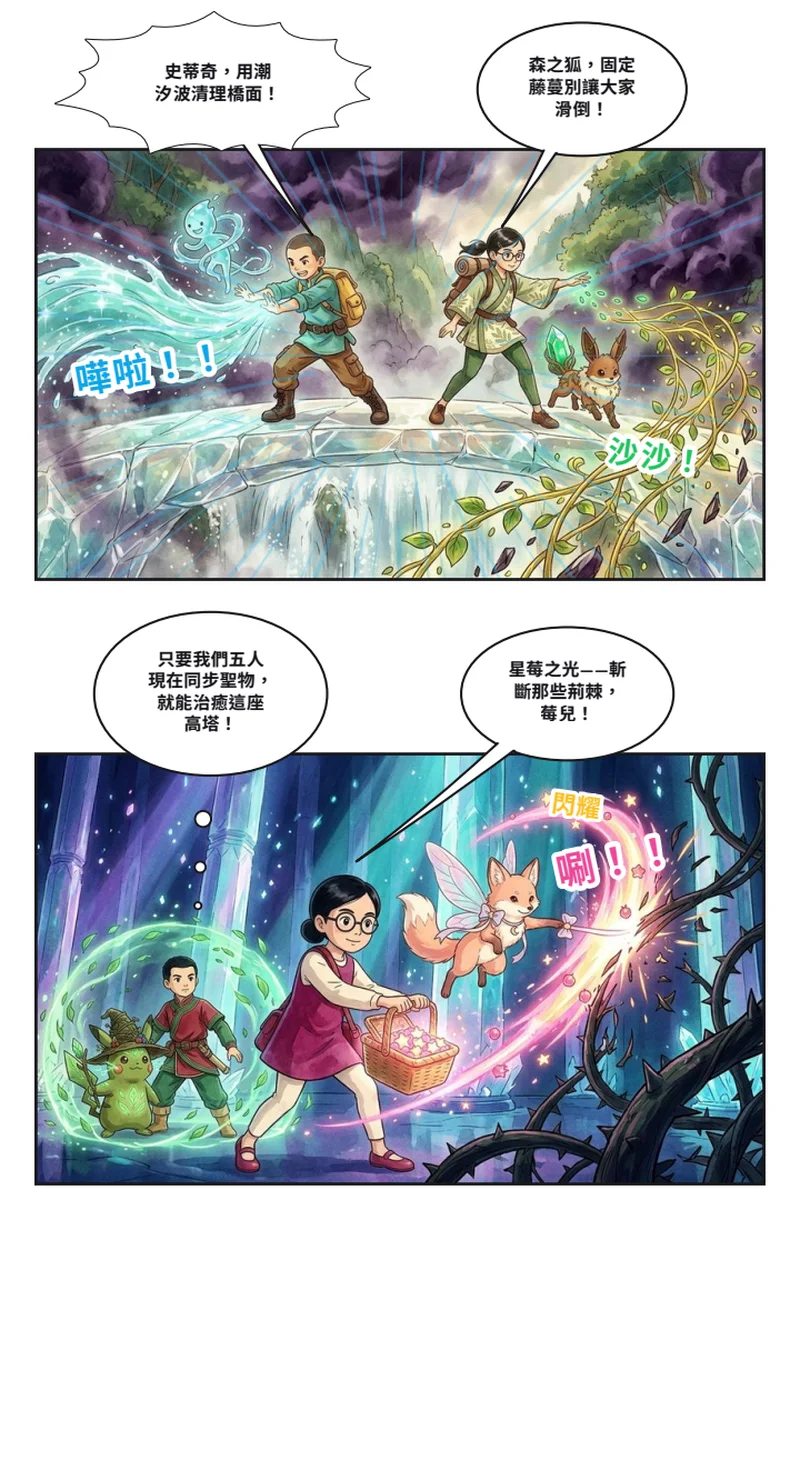 史蒂奇，用潮
汐波清理橋面！
森之狐，固定
藤蔓別讓大家
滑倒！
嘩啦！！
沙沙！
只要我們五人
現在同步聖物，
就能治癒這座
高塔！
星莓之光——斬
斷那些荊棘，
莓兒！
閃耀
唰！！